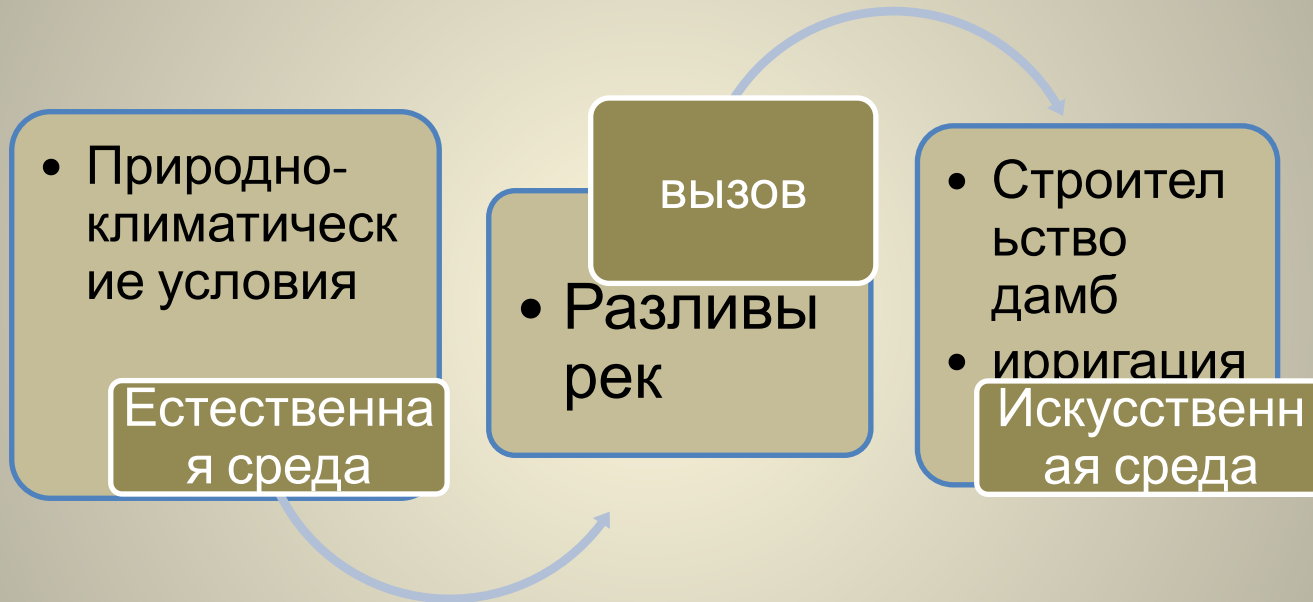 • Природно-
климатическ
ие условия
Естественна
я среда
вызов
• Разливы
рек
• Строител
ьство
дамб
• ирригация
Искусственн
ая среда